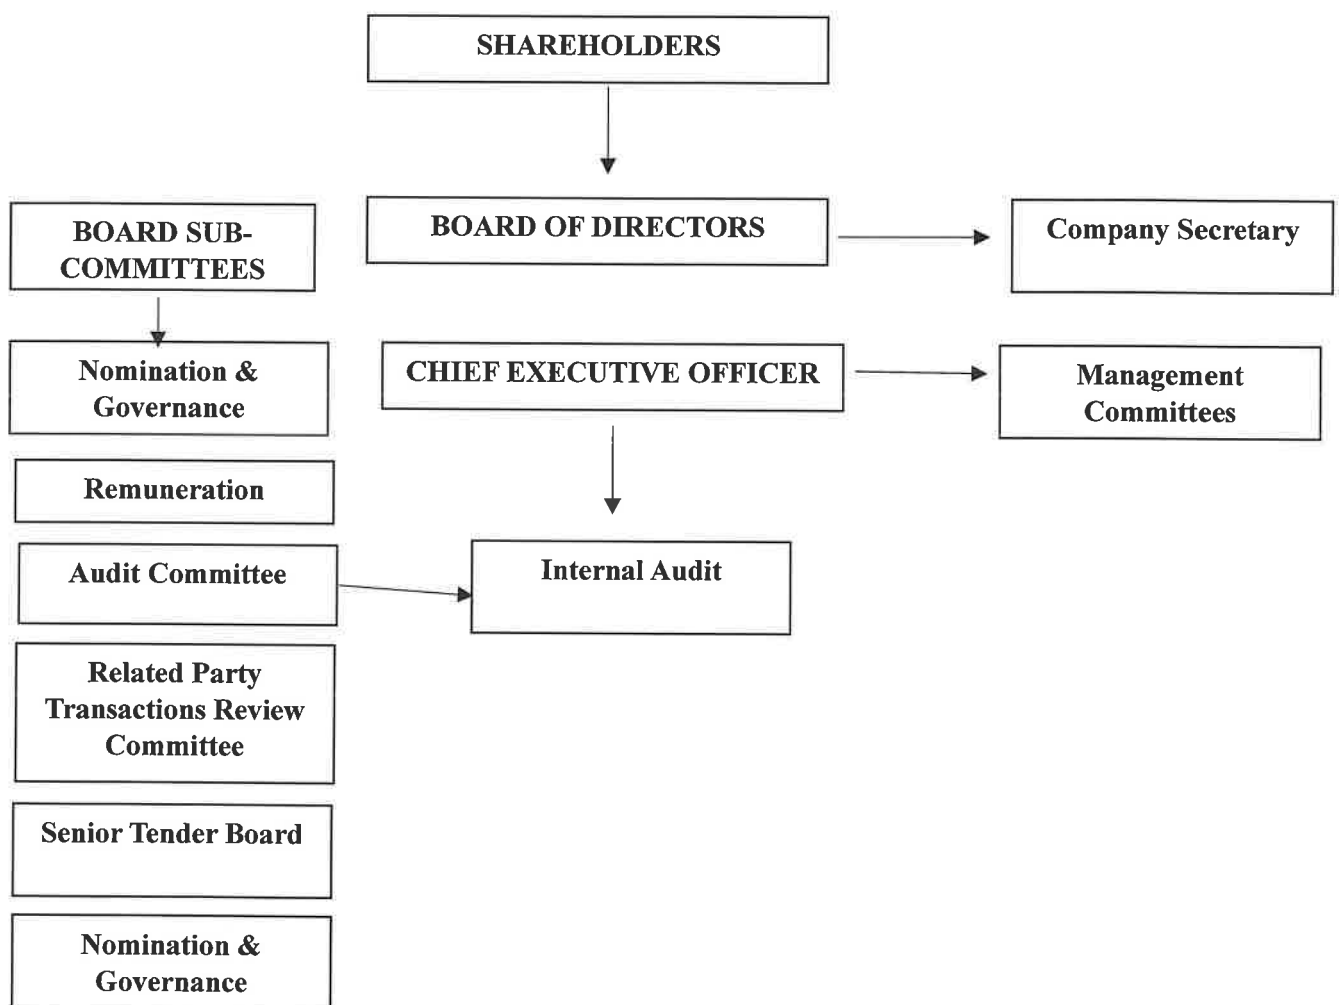 SHAREHOLDERS
BOARD SUB-
COMMITTEES
BOARD OF DIRECTORS
Company Secretary
Nomination &
Governance
CHIEF EXECUTIVE OFFICER
Management
Committees
Remuneration
Audit Committee
Internal Audit
Related Party
Transactions Review
Committee
Senior Tender Board
Nomination &
Governance